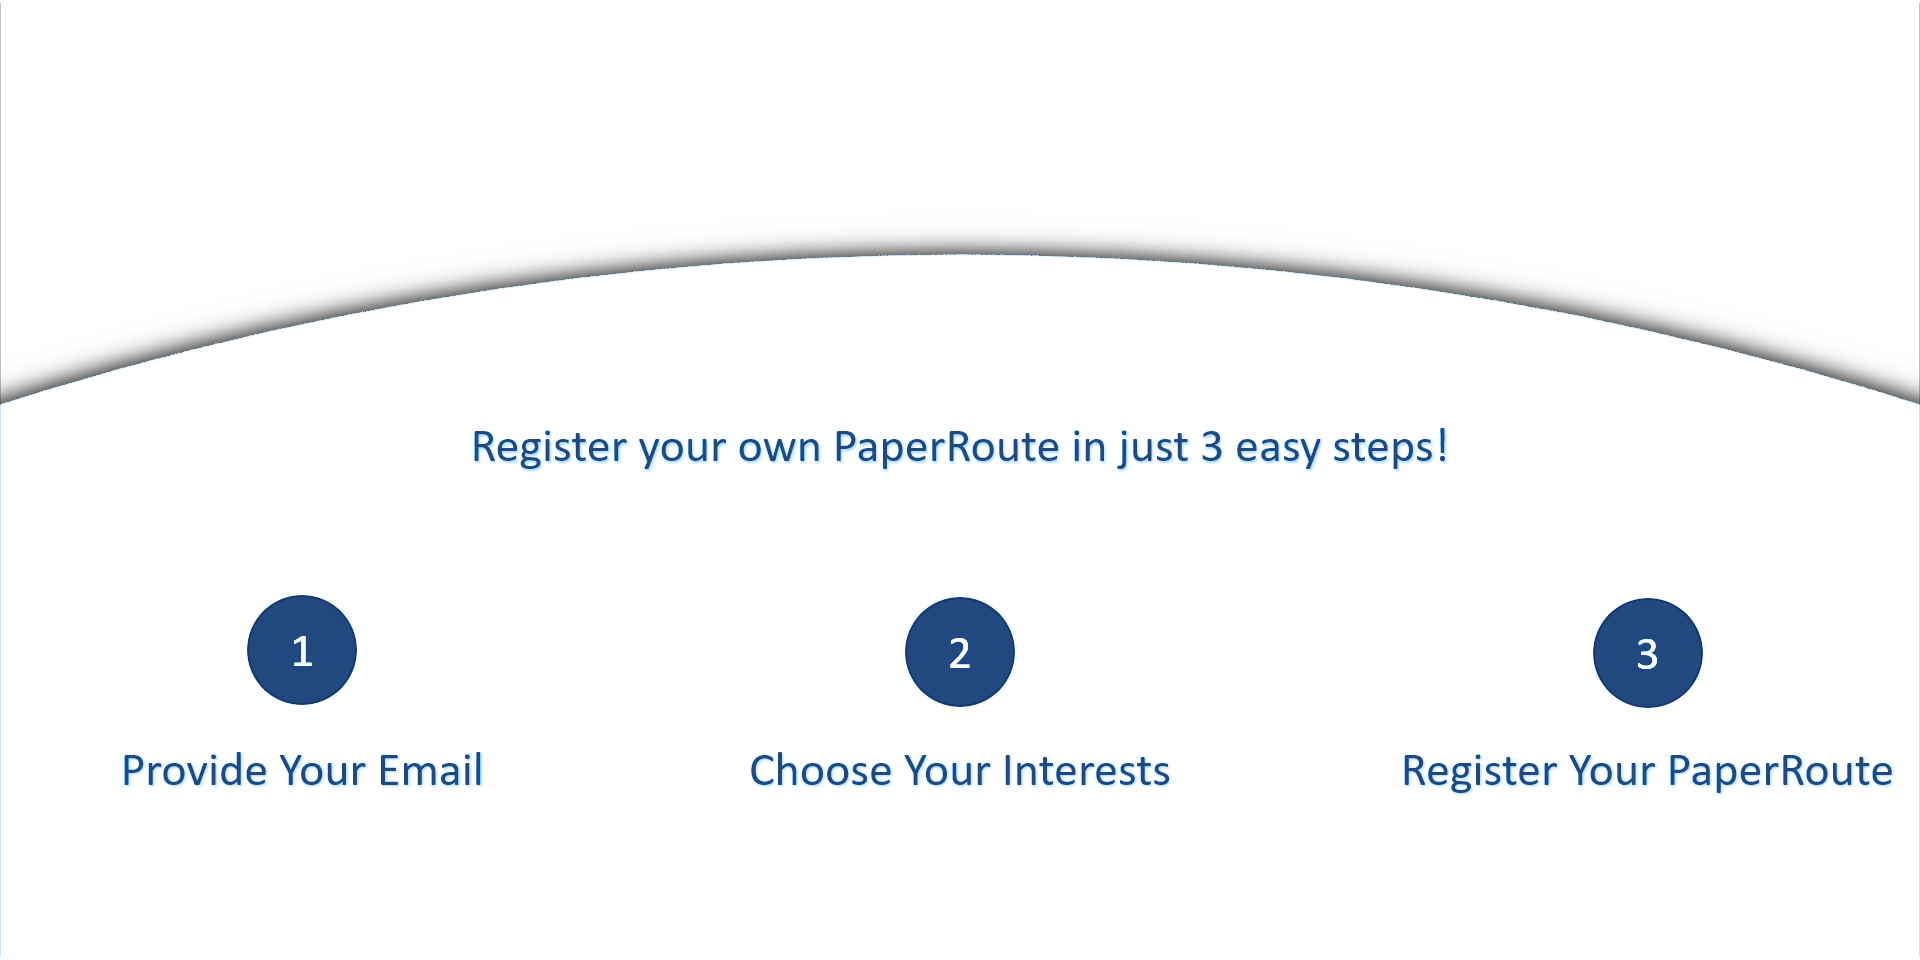 Register your own PaperRoute in just 3 easy steps!
1
2
3
Provide Your Email
Choose Your Interests
Register Your PaperRoute